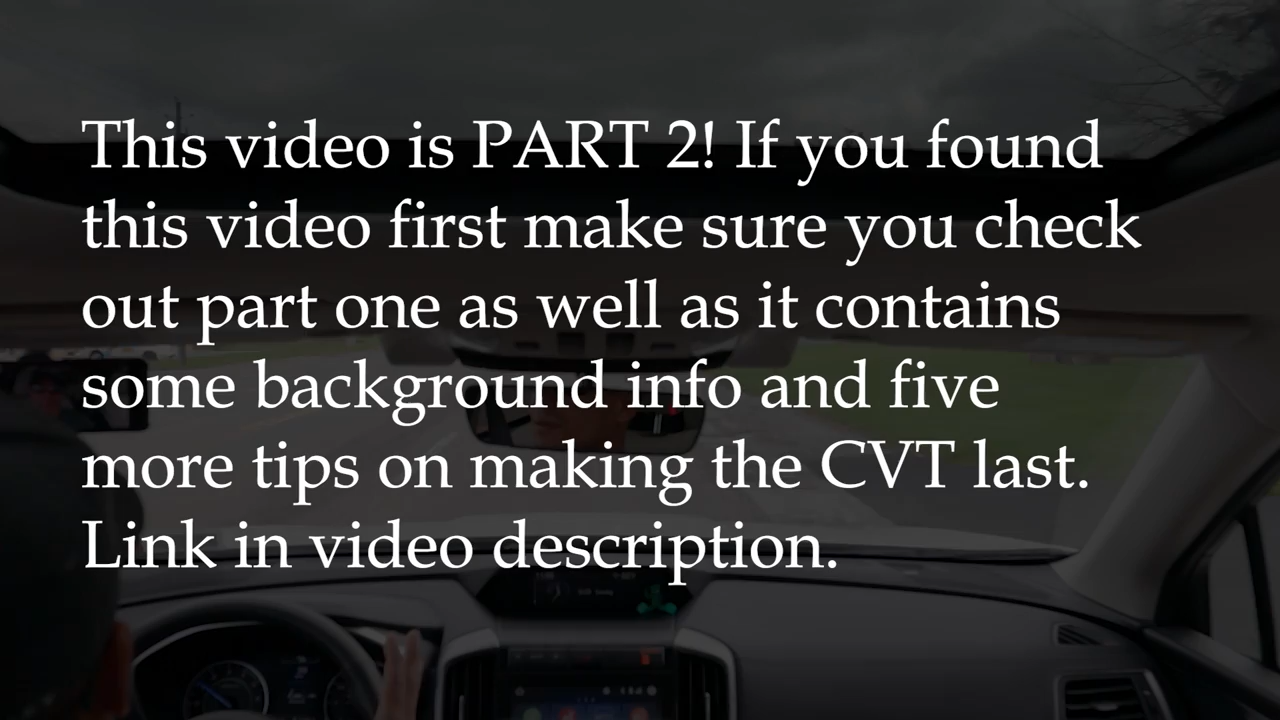 This video is PART 2! If you found
this video first make sure you check
out part one as well as it contains
some background info and five
more tips on making the CVT last.
Link in video description.